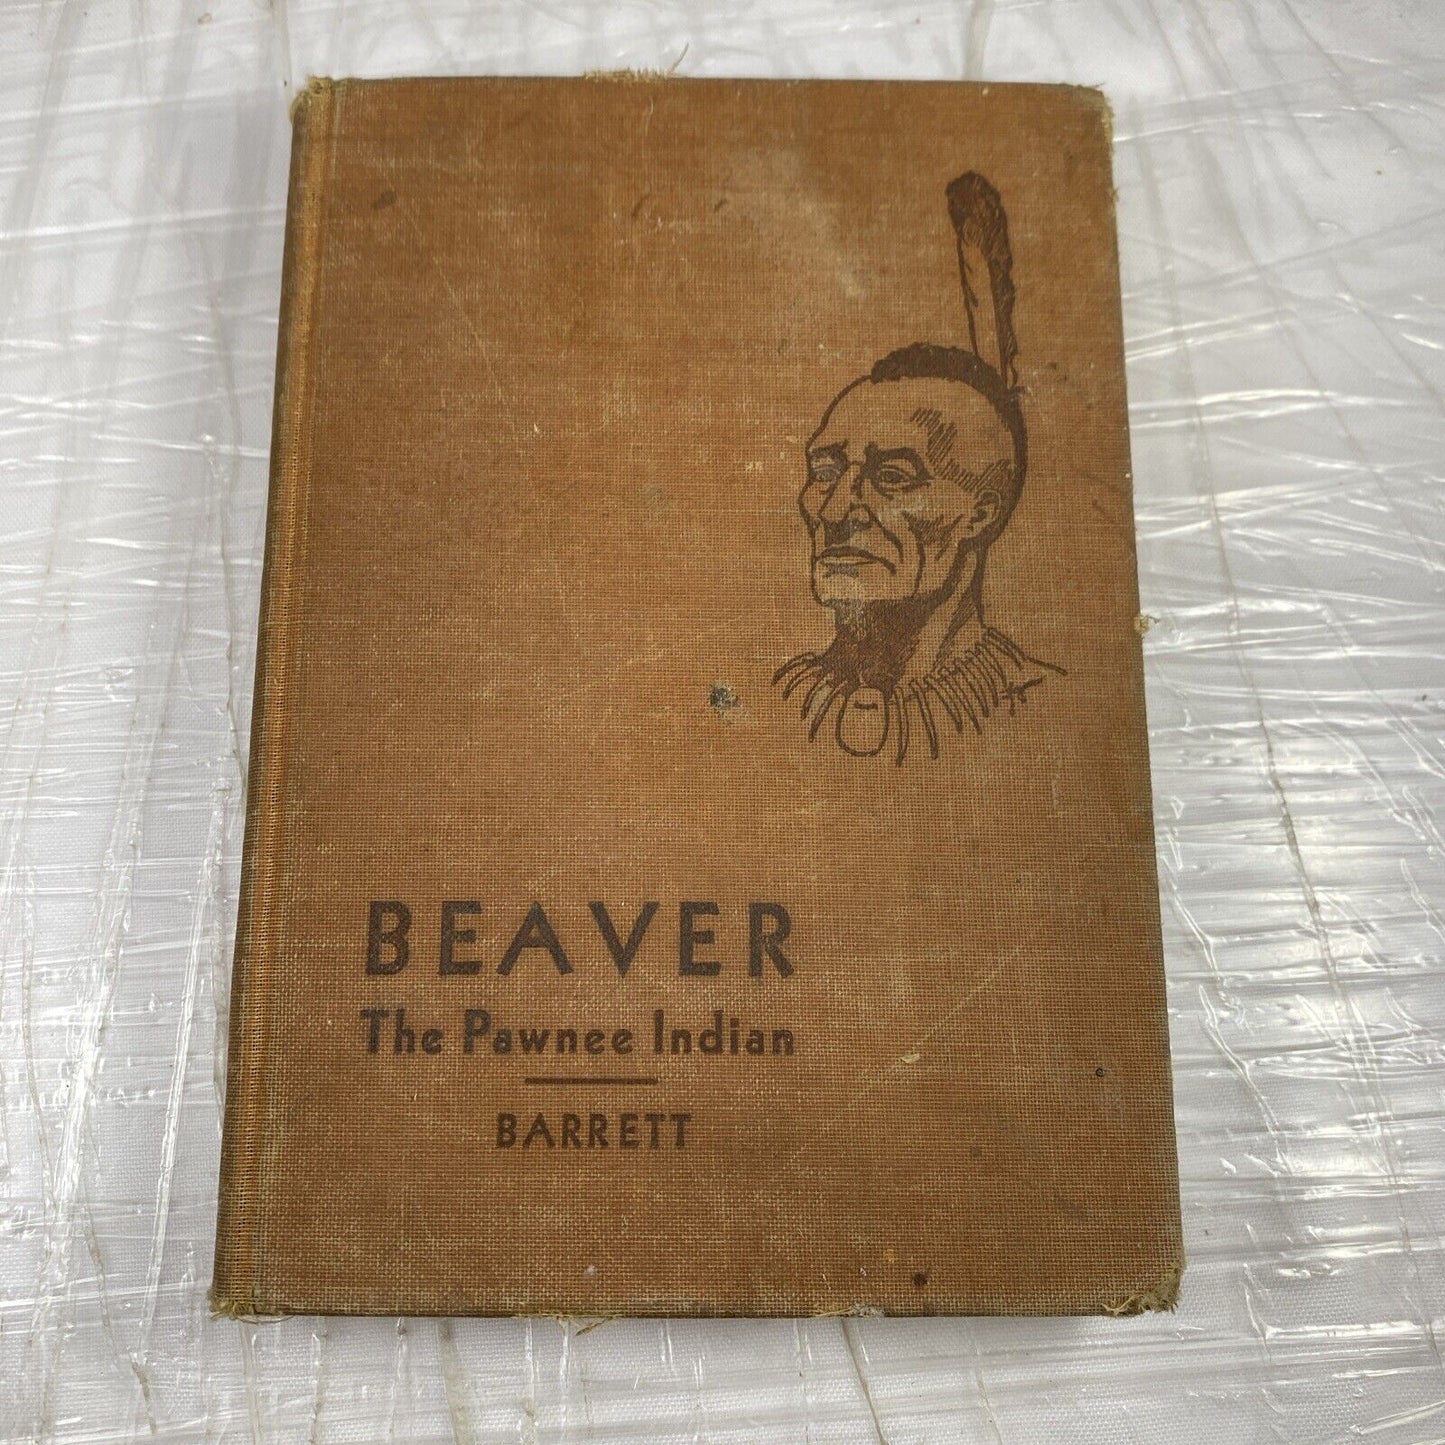 BEAVER
The Pawnee Indian
BARRETT